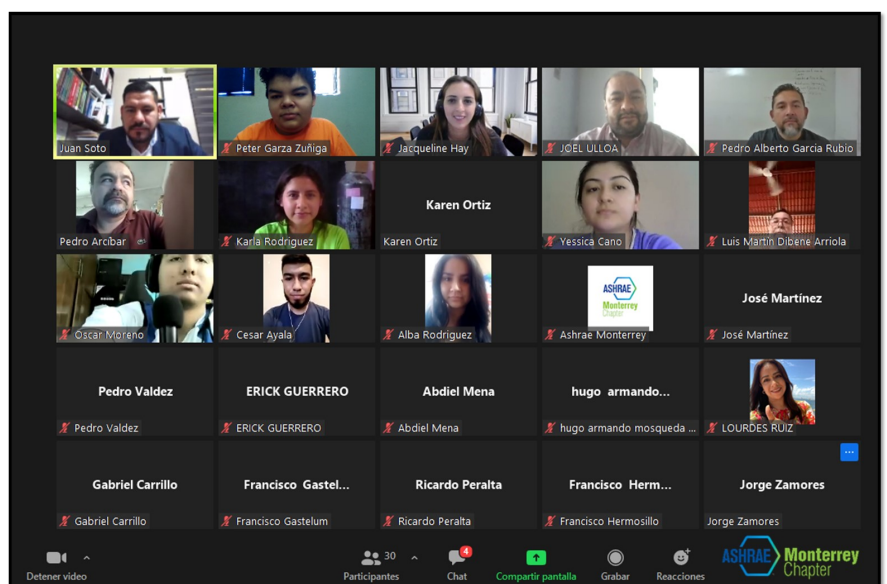 Juan Soto
Peter Garza Zuñiga
Jacqueline Hay
JOEL ULLOA
Pedro Alberto Garcia Rubio
Pedro Arcíbar
Karla Rodriguez
Karen Ortiz
Karen Ortiz
Yessica Cano
Luis Martín Dibene Arriola
Oscar Moreno
Cesar Ayala
Alba Rodriguez
ASHRAE
Monterrey
Chapter
Ashrae Monterrey
José Martínez
José Martínez
Pedro Valdez
Pedro Valdez
ERICK GUERRERO
ERICK GUERRERO
Abdiel Mena
Abdiel Mena
hugo armando...
hugo armando mosqueda ...
LOURDES RUIZ
Gabriel Carrillo
Gabriel Carrillo
Francisco Gastel...
Francisco Gastelum
Ricardo Peralta
Ricardo Peralta
Francisco Herm...
Francisco Hermosillo
Jorge Zamores
Jorge Zamores
Detener video
30
Participantes
4
Chat
Compartir pantalla
Grabar
Reacciones
ASHRAE
Monterrey
Chapter